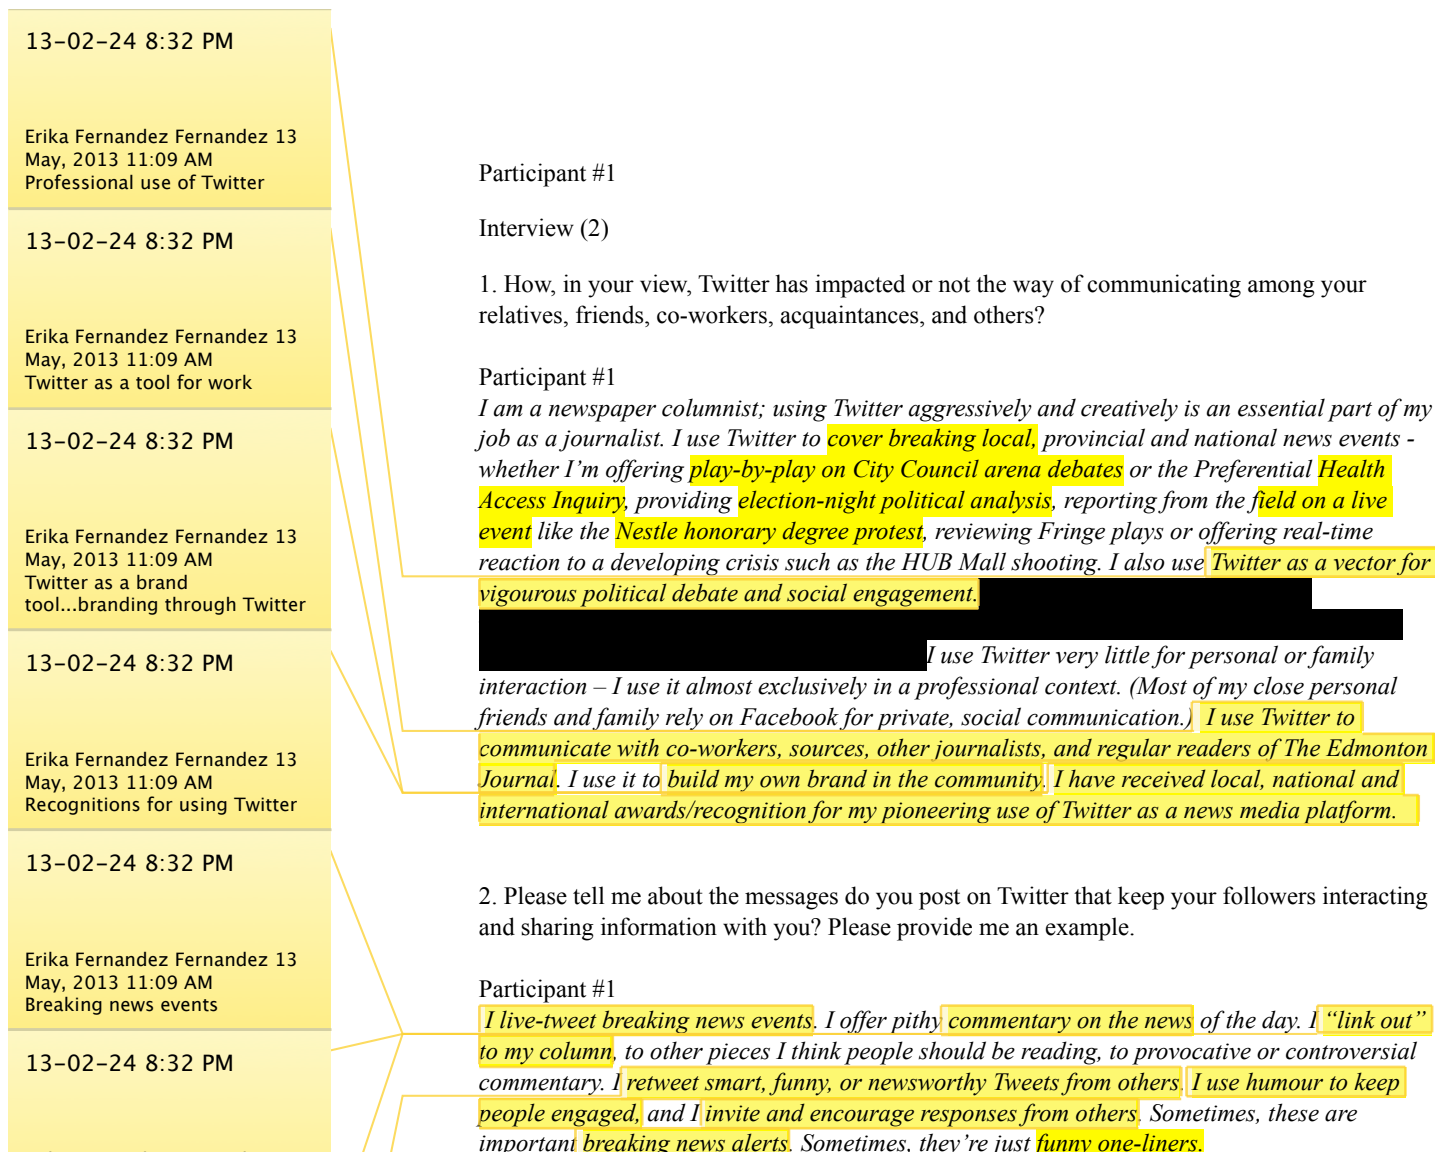 13-02-24 8:32 PM
Erika Fernandez Fernandez 13
May, 2013 11:09 AM
Professional use of Twitter
13-02-24 8:32 PM
Erika Fernandez Fernandez 13
May, 2013 11:09 AM
Twitter as a tool for work
13-02-24 8:32 PM
Erika Fernandez Fernandez 13
May, 2013 11:09 AM
Twitter as a brand
tool...branding through Twitter
13-02-24 8:32 PM
Erika Fernandez Fernandez 13
May, 2013 11:09 AM
Recognitions for using Twitter
13-02-24 8:32 PM
Erika Fernandez Fernandez 13
May, 2013 11:09 AM
Breaking news events
13-02-24 8:32 PM
Participant #1
Interview (2)
1. How, in your view, Twitter has impacted or not the way of communicating among your
relatives, friends, co-workers, acquaintances, and others?
Participant #1
I am a newspaper columnist; using Twitter aggressively and creatively is an essential part of my
job as a journalist. I use Twitter to cover breaking local, provincial and national news events -
whether I'm offering play-by-play on City Council arena debates or the Preferential Health
Access Inquiry, providing election-night political analysis, reporting from the field on a live
event like the Nestle honorary degree protest, reviewing Fringe plays or offering real-time
reaction to a developing crisis such as the HUB Mall shooting. I also use Twitter as a vector for
vigourous political debate and social engagement.
I use Twitter very little for personal or family
interaction – I use it almost exclusively in a professional context. (Most of my close personal
friends and family rely on Facebook for private, social communication.) I use Twitter to
communicate with co-workers, sources, other journalists, and regular readers of The Edmonton
Journal. I use it to build my own brand in the community. I have received local, national and
international awards/recognition for my pioneering use of Twitter as a news media platform.
2. Please tell me about the messages do you post on Twitter that keep your followers interacting
and sharing information with you? Please provide me an example.
Participant #1
I live-tweet breaking news events. I offer pithy commentary on the news of the day. I “link out”
to my column, to other pieces I think people should be reading, to provocative or controversial
commentary. I retweet smart, funny, or newsworthy Tweets from others. I use humour to keep
people engaged, and I invite and encourage responses from others. Sometimes, these are
important breaking news alerts. Sometimes, they're just funny one-liners.